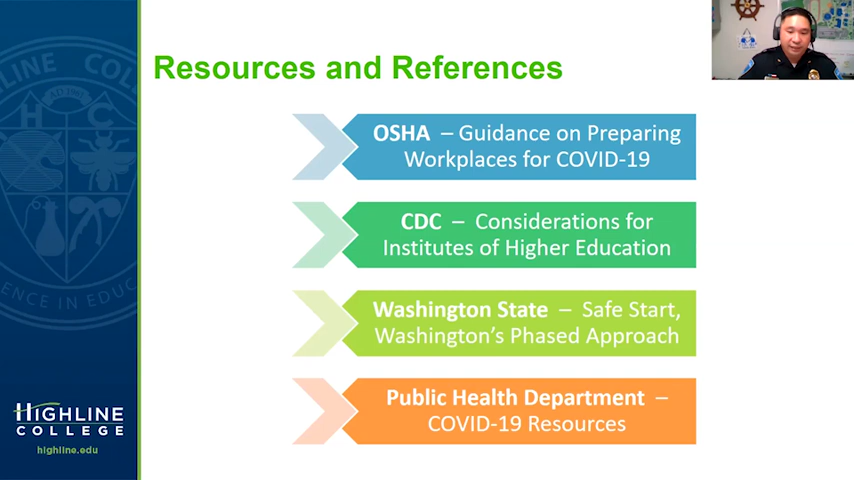 Resources and References
OSHA – Guidance on Preparing
Workplaces for COVID-19
CDC – Considerations for
Institutes of Higher Education
Washington State – Safe Start,
Washington's Phased Approach
Public Health Department –
COVID-19 Resources
HIGHLINE
COLLEGE
highline.edu